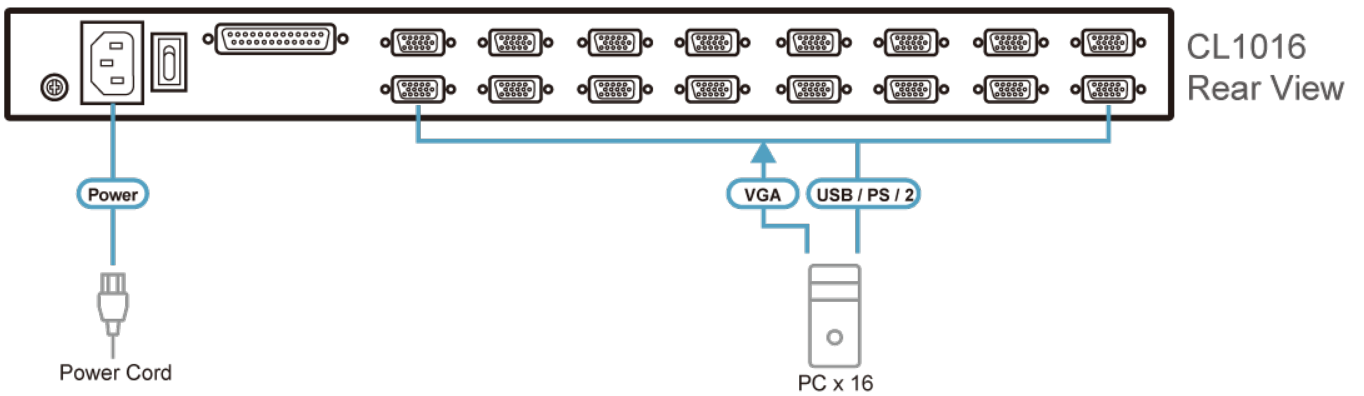 CL1016
Rear View
Power
VGA
USB / PS / 2
Power Cord
PC x 16